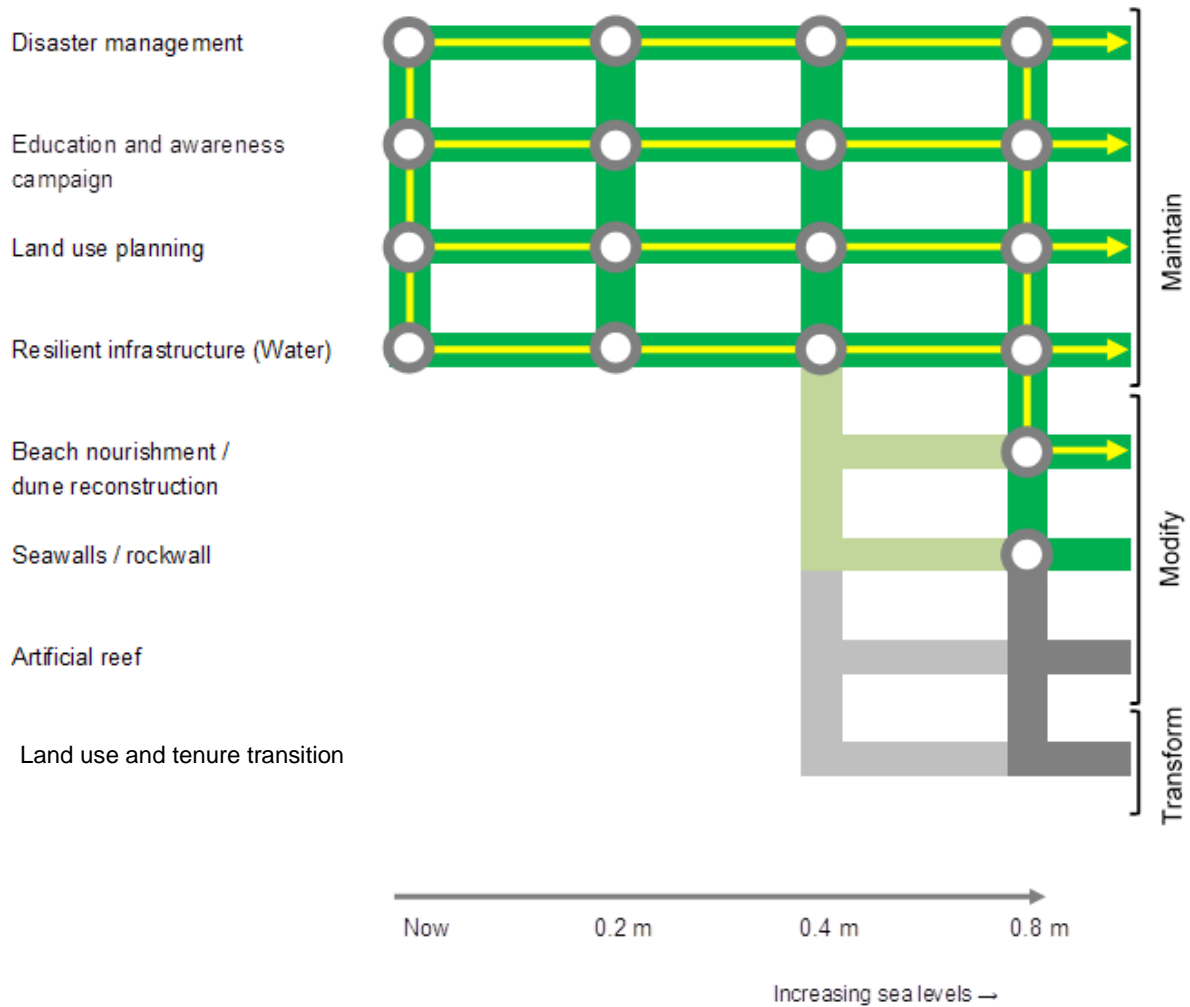 Disaster management
Education and awareness
campaign
Land use planning
Resilient infrastructure (Water)
Maintain
Beach nourishment /
dune reconstruction
Seawalls / rockwall
Artificial reef
Modify
Land use and tenure transition
Transform
Now 0.2 m 0.4 m 0.8 m
Increasing sea levels →